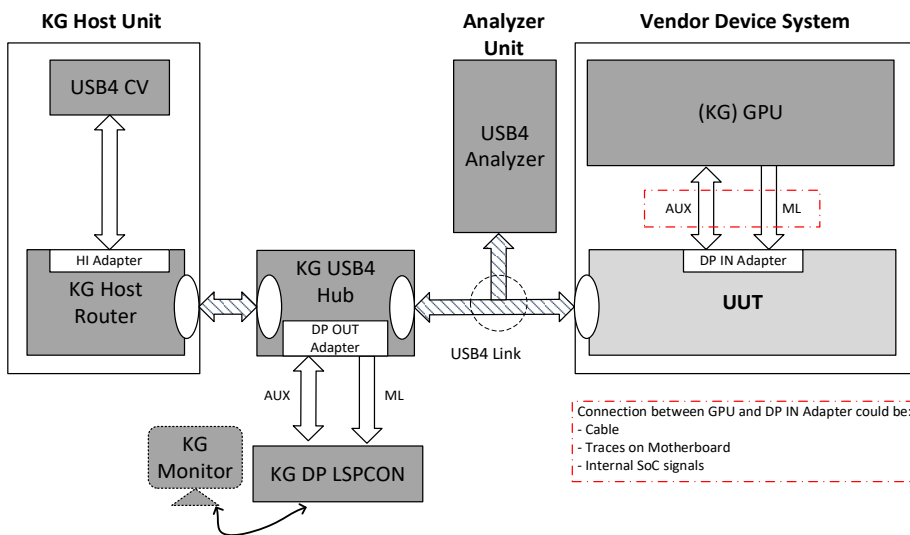 KG Host Unit
Analyzer
Unit
Vendor Device System
USB4 CV
USB4
Analyzer
(KG) GPU
AUX
ML
HI Adapter
KG Host
Router
KG USB4
Hub
DP OUT
Adapter
DP IN Adapter
UUT
USB4 Link
AUX
ML
KG
Monitor
KG DP LSPCON
Connection between GPU and DP IN Adapter could be:
- Cable
- Traces on Motherboard
- Internal SoC signals